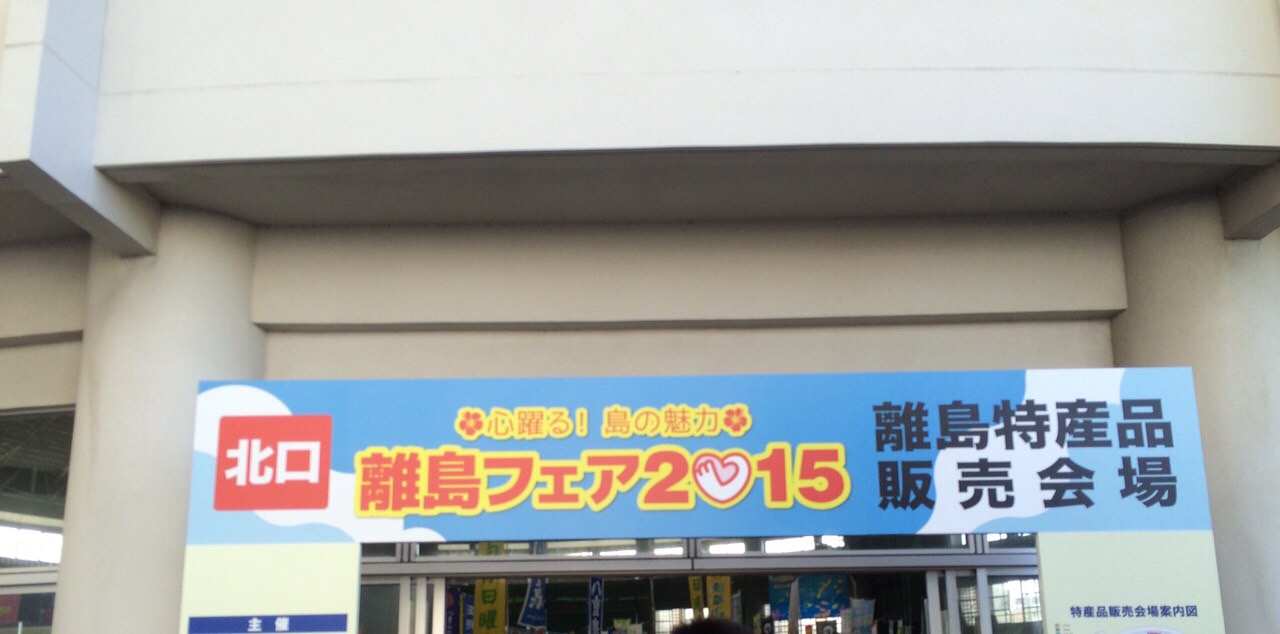 北口
心躍る！島の魅力
離島フェア2015
離島特産品
販売会場
主催
特産品販売会場案内図
日曜